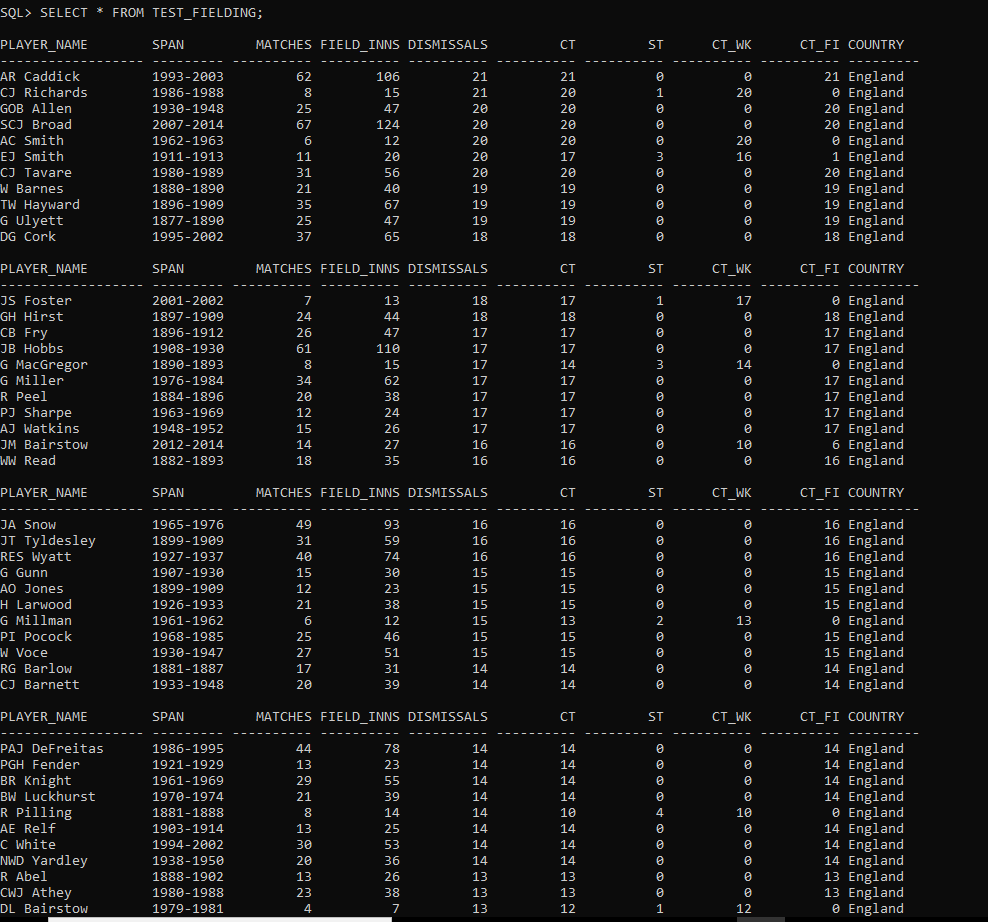 SQL> SELECT * FROM TEST_FIELDING;
PLAYER_NAME SPAN MATCHES FIELD_INNS DISMISSALS CT ST CT_WK CT_FI COUNTRY
------------------ --------- ---------- ---------- ---------- ---------- ---------- ---------- ---------- ---------
AR Caddick 1993-2003 62 106 21 21 0 0 21 England
CJ Richards 1986-1988 8 15 21 20 1 20 0 England
GOB Allen 1930-1948 25 47 20 20 0 0 20 England
SCJ Broad 2007-2014 67 124 20 20 0 0 20 England
AC Smith 1962-1963 6 12 20 20 0 20 0 England
EJ Smith 1911-1913 11 20 20 17 3 16 1 England
CJ Tavare 1980-1989 31 56 20 20 0 0 20 England
W Barnes 1880-1890 21 40 19 19 0 0 19 England
TW Hayward 1896-1909 35 67 19 19 0 0 19 England
G Ulyett 1877-1890 25 47 19 19 0 0 19 England
DG Cork 1995-2002 37 65 18 18 0 0 18 England
PLAYER_NAME SPAN MATCHES FIELD_INNS DISMISSALS CT ST CT_WK CT_FI COUNTRY
------------------ --------- ---------- ---------- ---------- ---------- ---------- ---------- ---------- ---------
JS Foster 2001-2002 7 13 18 17 1 17 0 England
GH Hirst 1897-1909 24 44 18 18 0 0 18 England
CB Fry 1896-1912 26 47 17 17 0 0 17 England
JB Hobbs 1908-1930 61 110 17 17 0 0 17 England
G MacGregor 1890-1893 8 15 17 14 3 14 0 England
G Miller 1976-1984 34 62 17 17 0 0 17 England
R Peel 1884-1896 20 38 17 17 0 0 17 England
PJ Sharpe 1963-1969 12 24 17 17 0 0 17 England
AJ Watkins 1948-1952 15 26 17 17 0 0 17 England
JM Bairstow 2012-2014 14 27 16 16 0 10 6 England
WW Read 1882-1893 18 35 16 16 0 0 16 England
PLAYER_NAME SPAN MATCHES FIELD_INNS DISMISSALS CT ST CT_WK CT_FI COUNTRY
------------------ --------- ---------- ---------- ---------- ---------- ---------- ---------- ---------- ---------
JA Snow 1965-1976 49 93 16 16 0 0 16 England
JT Tyldesley 1899-1909 31 59 16 16 0 0 16 England
RES Wyatt 1927-1937 40 74 16 16 0 0 16 England
G Gunn 1907-1930 15 30 15 15 0 0 15 England
AO Jones 1899-1909 12 23 15 15 0 0 15 England
H Larwood 1926-1933 21 38 15 15 0 0 15 England
G Millman 1961-1962 6 12 15 13 2 13 0 England
PI Pocock 1968-1985 25 46 15 15 0 0 15 England
W Voce 1930-1947 27 51 15 15 0 0 15 England
RG Barlow 1881-1887 17 31 14 14 0 0 14 England
CJ Barnett 1933-1948 20 39 14 14 0 0 14 England
PLAYER_NAME SPAN MATCHES FIELD_INNS DISMISSALS CT ST CT_WK CT_FI COUNTRY
------------------ --------- ---------- ---------- ---------- ---------- ---------- ---------- ---------- ---------
PAJ DeFreitas 1986-1995 44 78 14 14 0 0 14 England
PGH Fender 1921-1929 13 23 14 14 0 0 14 England
BR Knight 1961-1969 29 55 14 14 0 0 14 England
BW Luckhurst 1970-1974 21 39 14 14 0 0 14 England
R Pilling 1881-1888 8 14 14 10 4 10 0 England
AE Relf 1903-1914 13 25 14 14 0 0 14 England
C White 1994-2002 30 53 14 14 0 0 14 England
NWD Yardley 1938-1950 20 36 14 14 0 0 14 England
R Abel 1888-1902 13 26 13 13 0 0 13 England
CWJ Athey 1980-1988 23 38 13 13 0 0 13 England
DL Bairstow 1979-1981 4 7 13 12 1 12 0 England